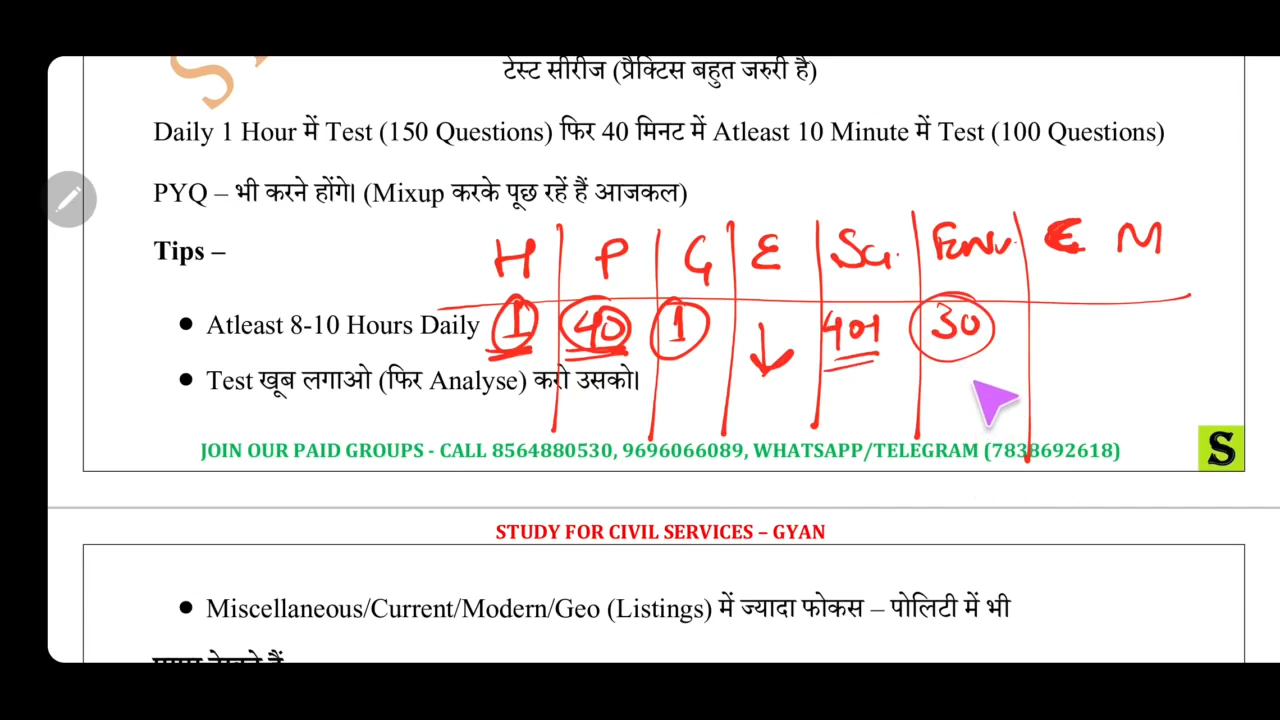 टेस्ट सीरीज (प्रैक्टिस बहुत जरुरी है)
Daily 1 Hour में Test (150 Questions) फिर 40 मिनट में Atleast 10 Minute में Test (100 Questions)
PYQ – भी करने होंगे। (Mixup करके पूछ रहें हैं आजकल)
Tips –
H P G E Sci. Env. E M
• Atleast 8-10 Hours Daily
1 40 1 ↓ 30
• Test खूब लगाओ (फिर Analyse) करो उसको।
JOIN OUR PAID GROUPS - CALL 8564880530, 9696066089, WHATSAPP/TELEGRAM (7838692618)
S
STUDY FOR CIVIL SERVICES – GYAN
• Miscellaneous/Current/Modern/Geo (Listings) में ज्यादा फोकस – पोलिटी में भी